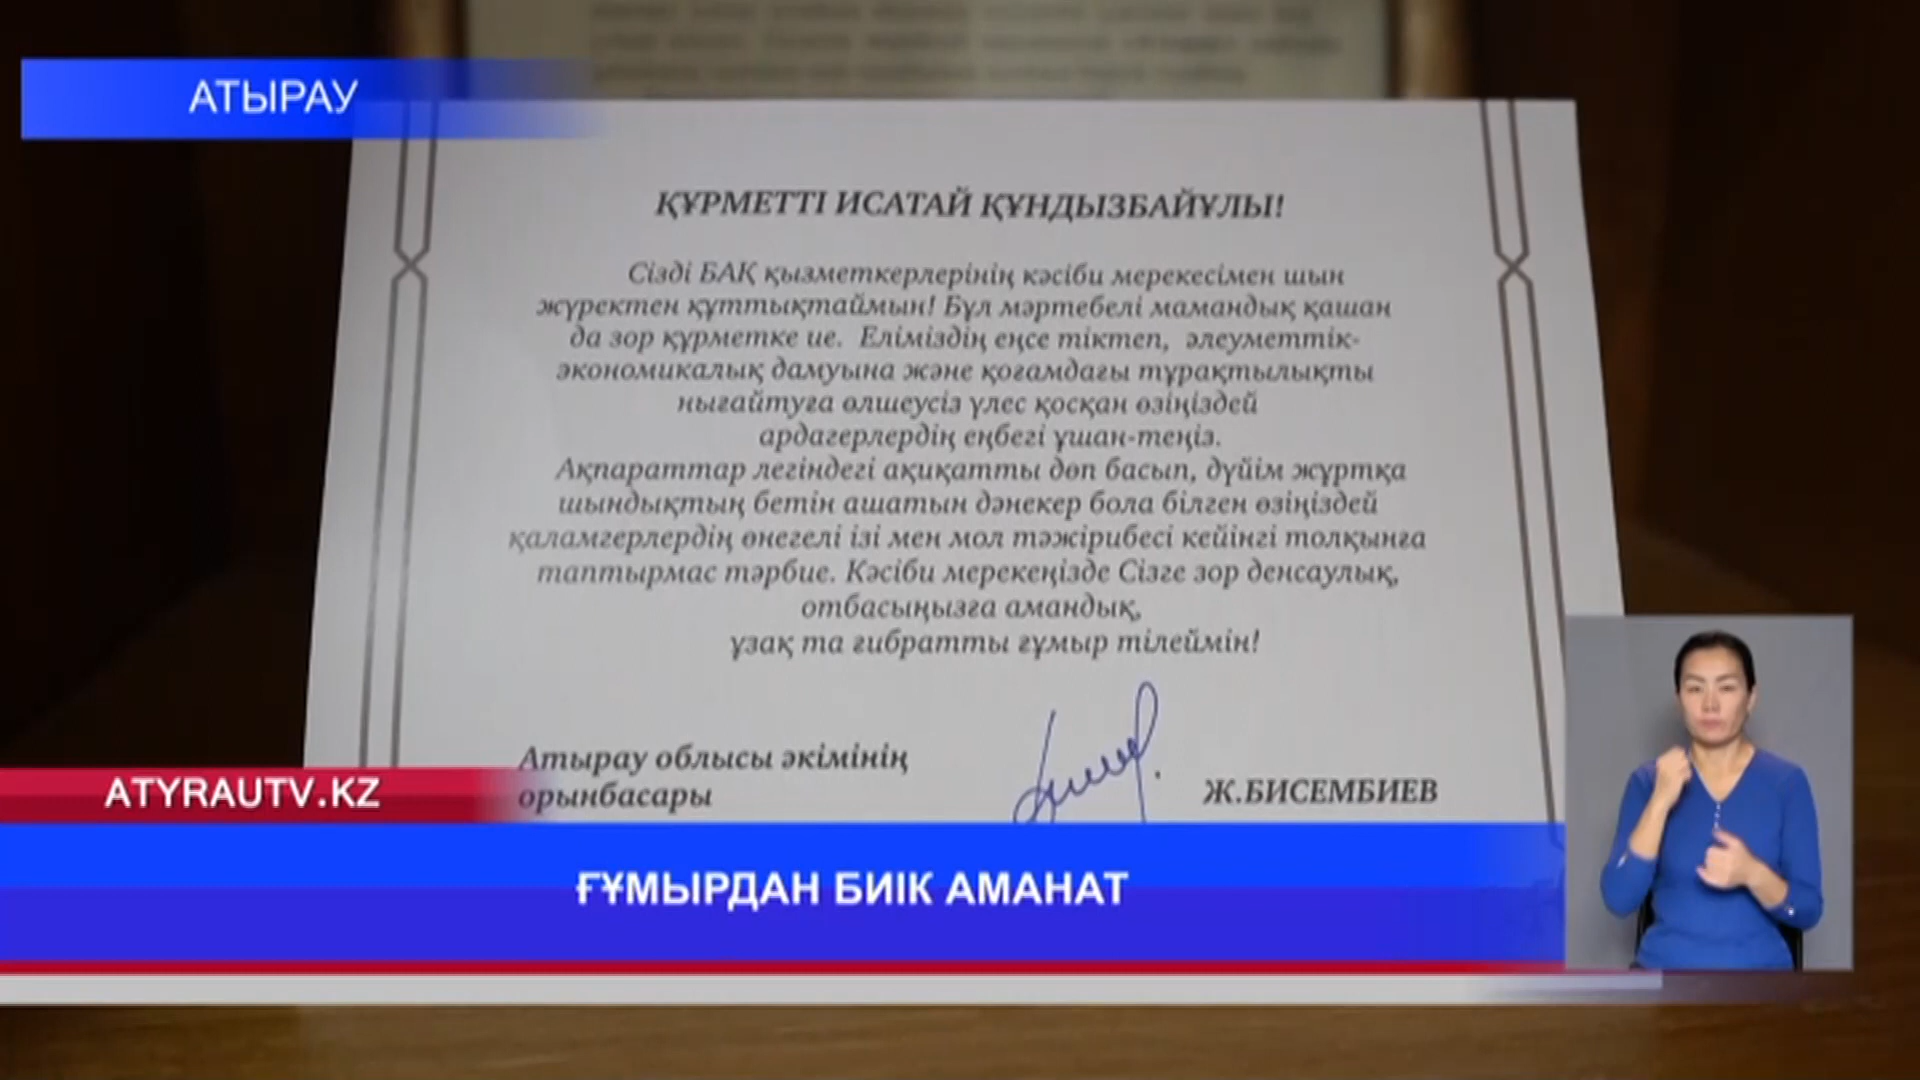 АТЫРАУ
ҚҰРМЕТТІ ИСАТАЙ ҚҰНДЫЗБАЙҰЛЫ!
Сізді БАҚ қызметкерлерінің кәсіби мерекесімен шын
жүректен құттықтаймын! Бұл мәртебелі мамандық қашан
да зор құрметке ие. Еліміздің еңсе тіктеп, әлеуметтік-
экономикалық дамуына және қоғамдағы тұрақтылықты
нығайтуға өлшеусіз үлес қосқан өзіңіздей
ардагерлердің еңбегі ұшан-теңіз.
Ақпараттар легіндегі ақиқатты дөп басып, дүйім жұртқа
шындықтың бетін ашатын дәнекер бола білген өзіңіздей
қаламгерлердің өнегелі ізі мен мол тәжірибесі кейінгі толқынға
таптырмас тәрбие. Кәсіби мерекеңізде Сізге зор денсаулық,
отбасыңызға амандық,
ұзақ та ғибратты ғұмыр тілеймін!
Атырау облысы әкімінің
орынбасары
Ж.БИСЕМБИЕВ
ATYRAUTV.KZ
ҒҰМЫРДАН БИІК АМАНАТ